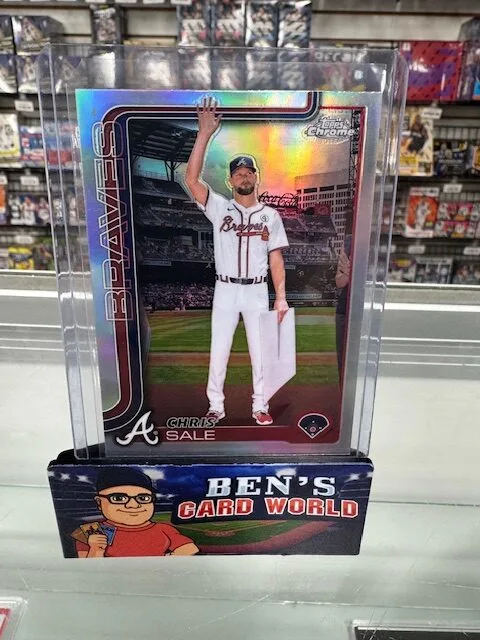 Topps
Chrome
BRAVES
Braves
A
CHRIS
SALE
BEN'S
CARD WORLD